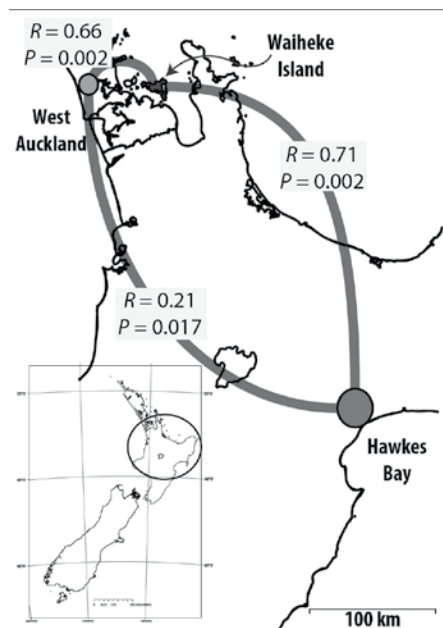 R = 0.66
P = 0.002
Waiheke
Island
West
Auckland
R = 0.71
P = 0.002
R = 0.21
P = 0.017
Hawkes
Bay
100 km